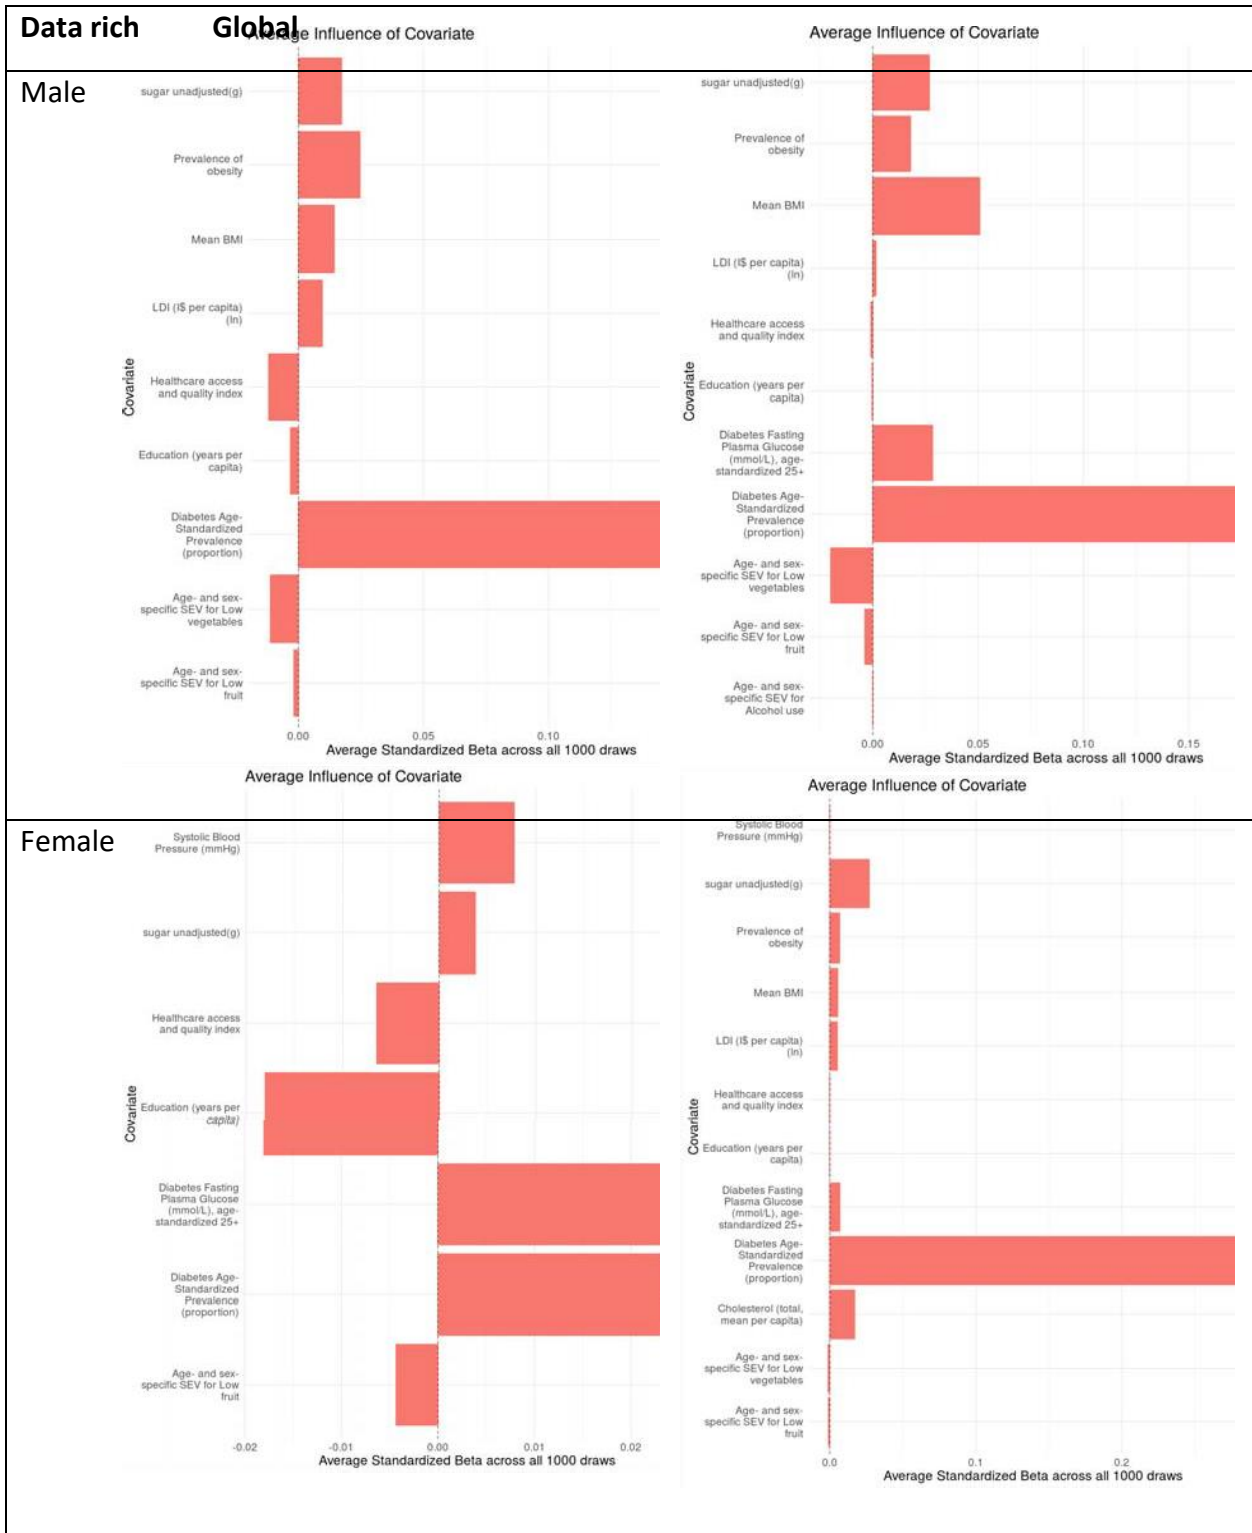 Data rich Global
Average Influence of Covariate
Average Influence of Covariate
Male
sugar unadjusted(g)
Prevalence of
obesity
Mean BMI
LDI (I$ per capita)
(ln)
Healthcare access
and quality index
Education (years per
capita)
Diabetes Age-
Standardized
Prevalence
(proportion)
Age- and sex-
specific SEV for Low
vegetables
Age- and sex-
specific SEV for Low
fruit
Covariate
0.00 0.05 0.10
Average Standardized Beta across all 1000 draws
sugar unadjusted(g)
Prevalence of
obesity
Mean BMI
LDI (I$ per capita)
(ln)
Healthcare access
and quality index
Education (years per
capita)
Diabetes Fasting
Plasma Glucose
(mmol/L), age-
standardized 25+
Diabetes Age-
Standardized
Prevalence
(proportion)
Age- and sex-
specific SEV for Low
vegetables
Age- and sex-
specific SEV for Low
fruit
Age- and sex-
specific SEV for
Alcohol use
Covariate
0.00 0.05 0.10 0.15
Average Standardized Beta across all 1000 draws
Average Influence of Covariate
Average Influence of Covariate
Female
Systolic Blood
Pressure (mmHg)
sugar unadjusted(g)
Healthcare access
and quality index
Education (years per
capita)
Diabetes Fasting
Plasma Glucose
(mmol/L), age-
standardized 25+
Diabetes Age-
Standardized
Prevalence
(proportion)
Age- and sex-
specific SEV for Low
fruit
Covariate
-0.02 -0.01 0.00 0.01 0.02
Average Standardized Beta across all 1000 draws
Systolic Blood
Pressure (mmHg)
sugar unadjusted(g)
Prevalence of
obesity
Mean BMI
LDI (I$ per capita)
(ln)
Healthcare access
and quality index
Education (years per
capita)
Diabetes Fasting
Plasma Glucose
(mmol/L), age-
standardized 25+
Diabetes Age-
Standardized
Prevalence
(proportion)
Cholesterol (total,
mean per capita)
Age- and sex-
specific SEV for Low
vegetables
Age- and sex-
specific SEV for Low
fruit
Covariate
0.0 0.1 0.2
Average Standardized Beta across all 1000 draws